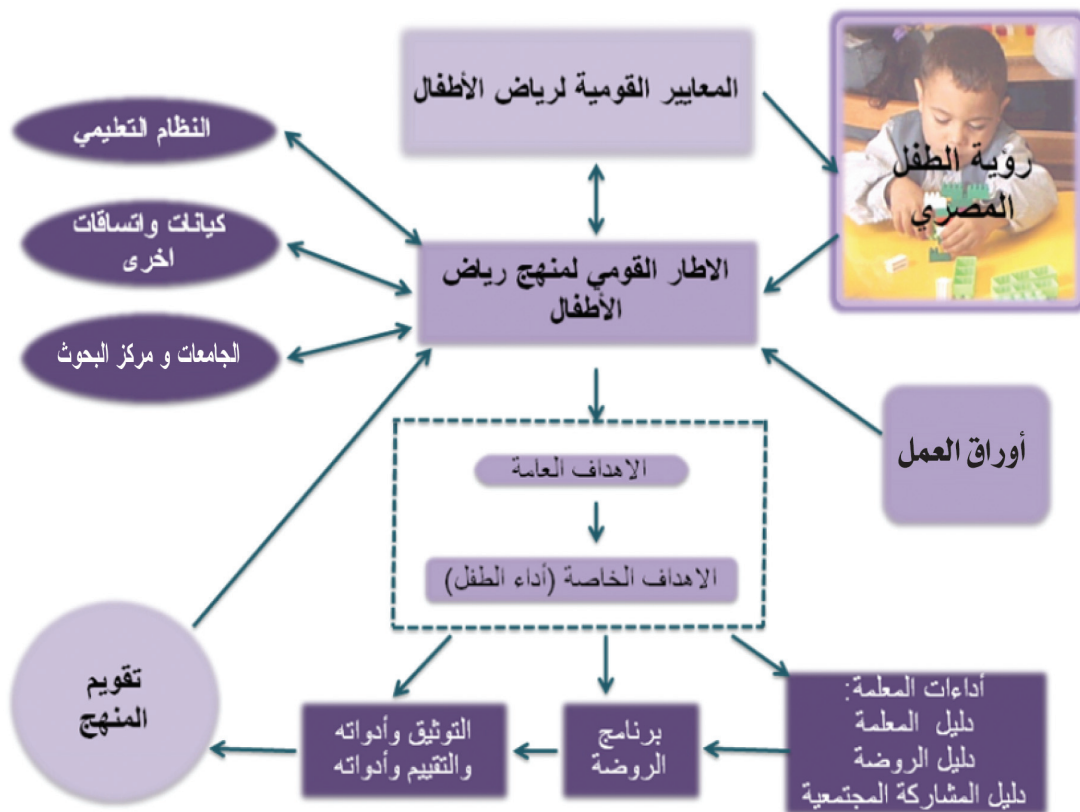 المعايير القومية لرياض الأطفال
رؤية الطفل
المصري
النظام التعليمي
كيانات واتساقات
اخرى
الجامعات و مركز البحوث
الاطار القومي لمنهج رياض
الأطفال
أوراق العمل
الاهداف العامة
الاهداف الخاصة (أداء الطفل)
أداءات المعلمة:
دليل المعلمة
دليل الروضة
دليل المشاركة المجتمعية
برنامج
الروضة
التوثيق وأدواته
والتقييم وأدواته
تقويم
المنهج